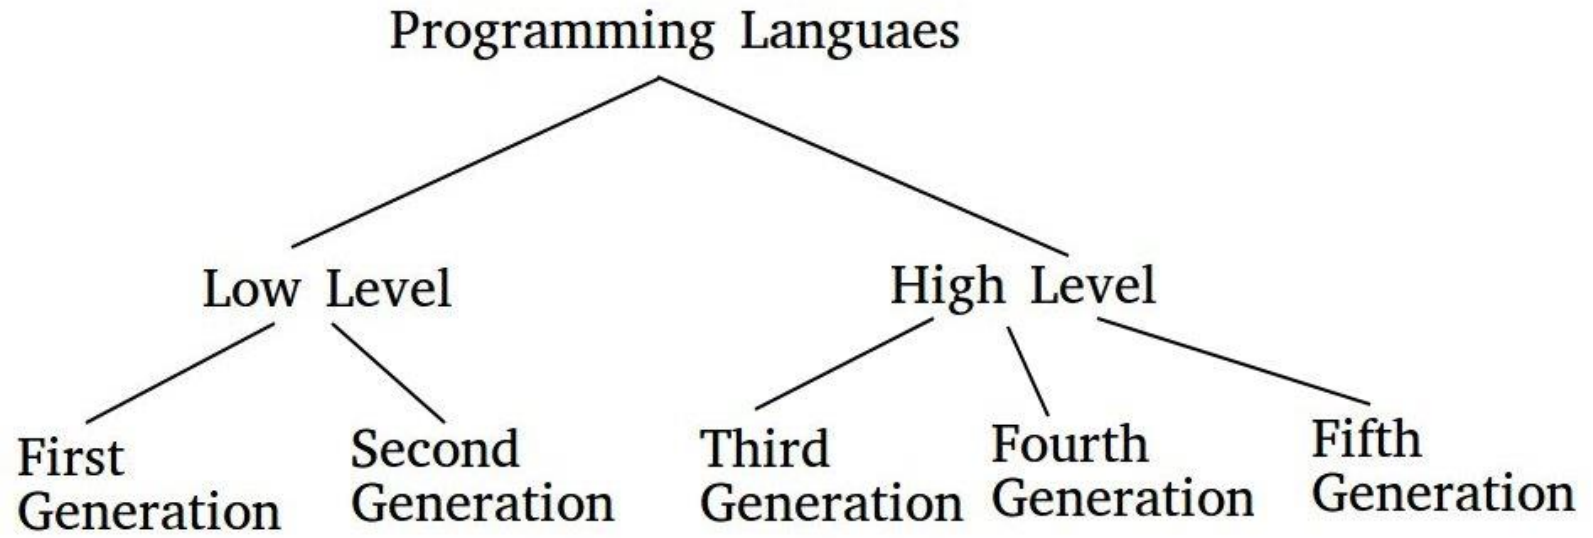 Programming Languaes
Low Level
High Level
First
Generation
Second
Generation
Third
Generation
Fourth
Generation
Fifth
Generation